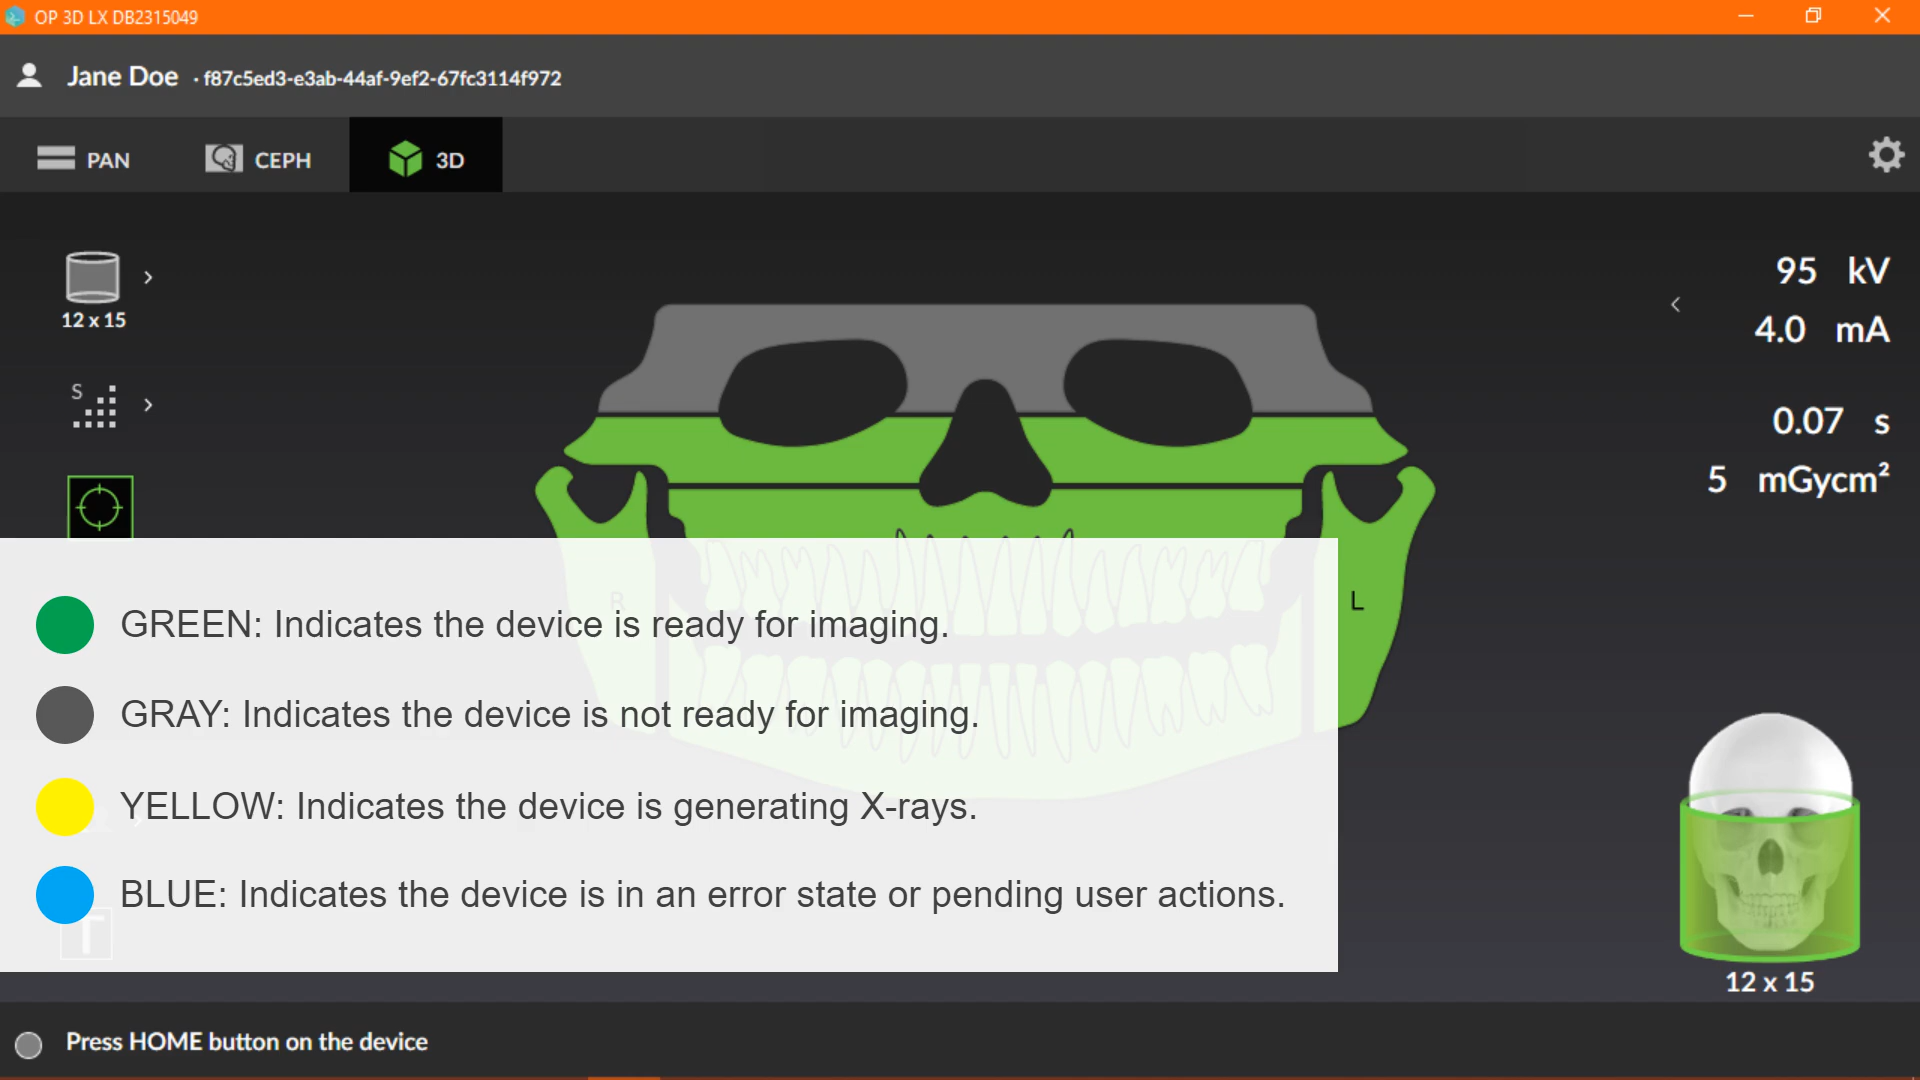 OP 3D LX DB2315049
Jane Doe · f87c5ed3-e3ab-44af-9ef2-67fc3114f972
PAN
CEPH
3D
12 x 15
95 kV
4.0 mA
S
0.07 s
5 mGycm²
R
L
GREEN: Indicates the device is ready for imaging.
GRAY: Indicates the device is not ready for imaging.
YELLOW: Indicates the device is generating X-rays.
BLUE: Indicates the device is in an error state or pending user actions.
T
12 x 15
Press HOME button on the device